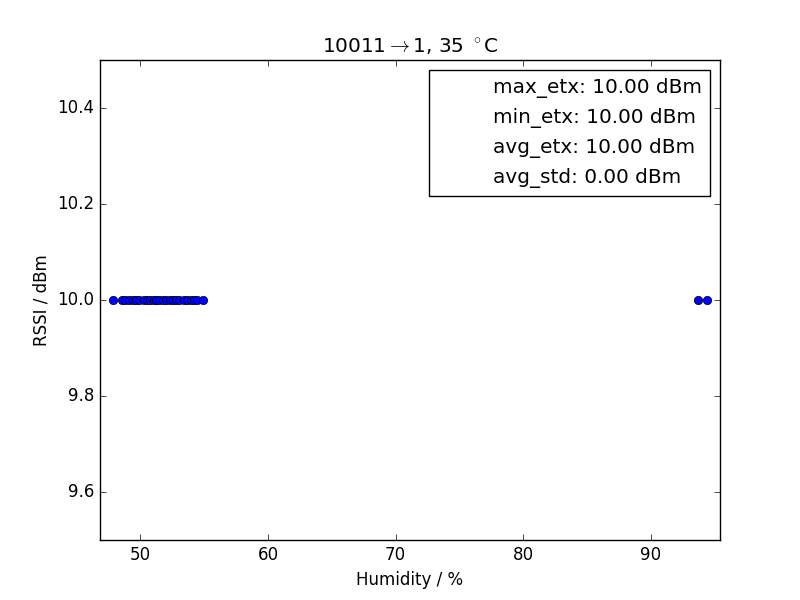 10011→1, 35 °C
max_etx: 10.00 dBm
min_etx: 10.00 dBm
avg_etx: 10.00 dBm
avg_std: 0.00 dBm
RSSI / dBm
10.4
10.2
10.0
9.8
9.6
50 60 70 80 90
Humidity / %